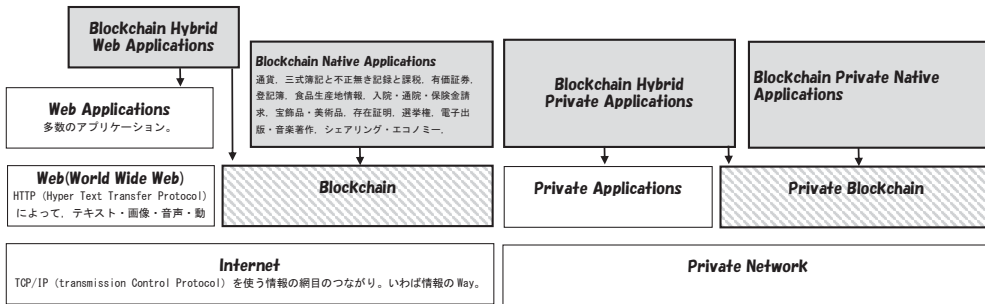 Blockchain Hybrid
Web Applications
Blockchain Native Applications
通貨，三式簿記と不正無き記録と課税，有価証券，
登記簿，食品生産地情報，入院・通院・保険金請
求，宝飾品・美術品，存在証明，選挙権，電子出
版・音楽著作，シェアリング・エコノミー．
Blockchain Hybrid
Private Applications
Blockchain Private Native
Applications
Web Applications
多数のアプリケーション。
Web(World Wide Web)
HTTP (Hyper Text Transfer Protocol)
によって，テキスト・画像・音声・動
Blockchain
Private Applications
Private Blockchain
Internet
TCP/IP (transmission Control Protocol) を使う情報の網目のつながり。いわば情報の Way。
Private Network